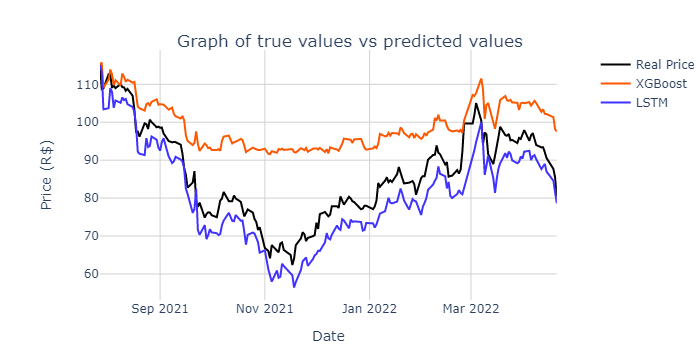 Graph of true values vs predicted values
Real Price
XGBoost
LSTM
110
100
90
80
70
60
Price (R$)
Sep 2021
Nov 2021
Jan 2022
Mar 2022
Date